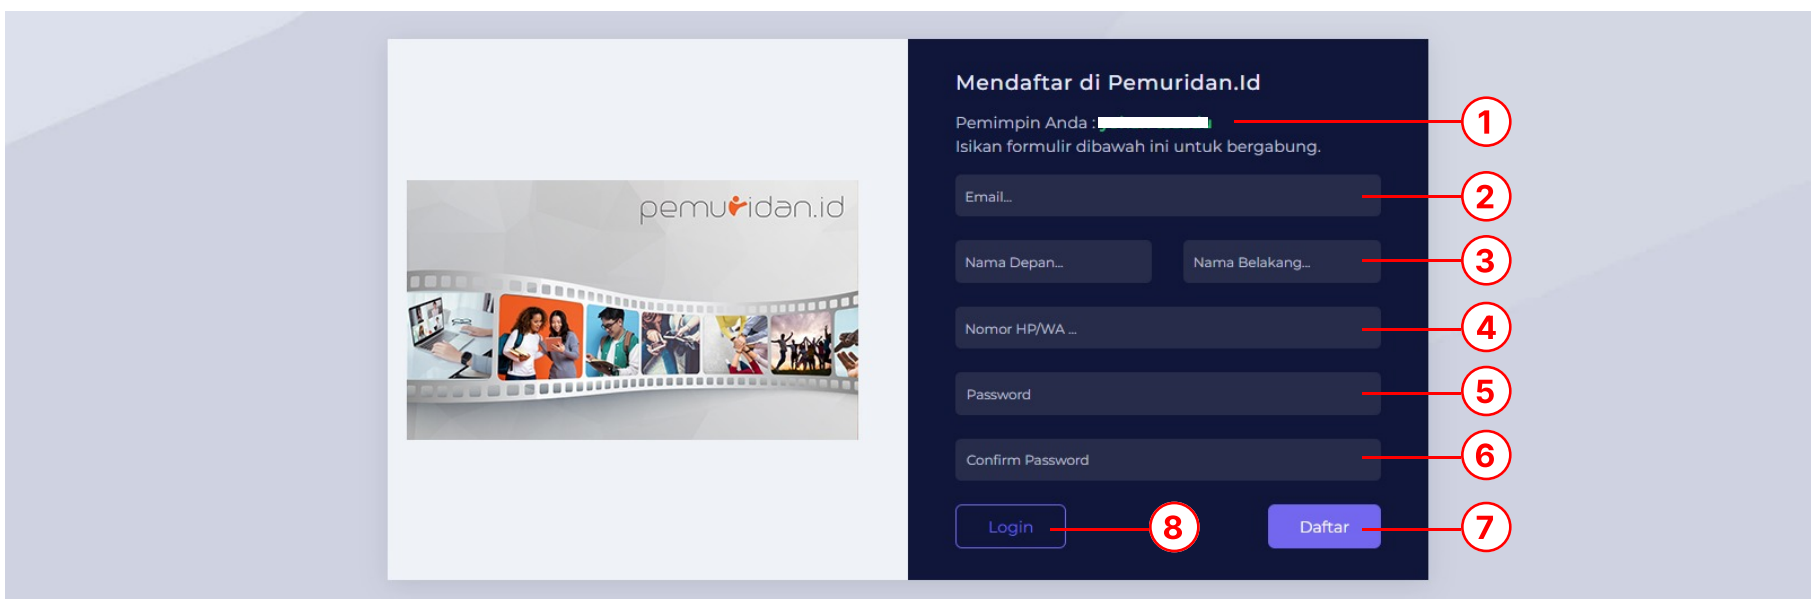 pemuridan.id
Mendaftar di Pemuridan.Id
Pemimpin Anda :
1
Isikan formulir dibawah ini untuk bergabung.
Email...
2
Nama Depan...
Nama Belakang...
3
Nomor HP/WA ...
4
Password
5
Confirm Password
6
Login
8
Daftar
7